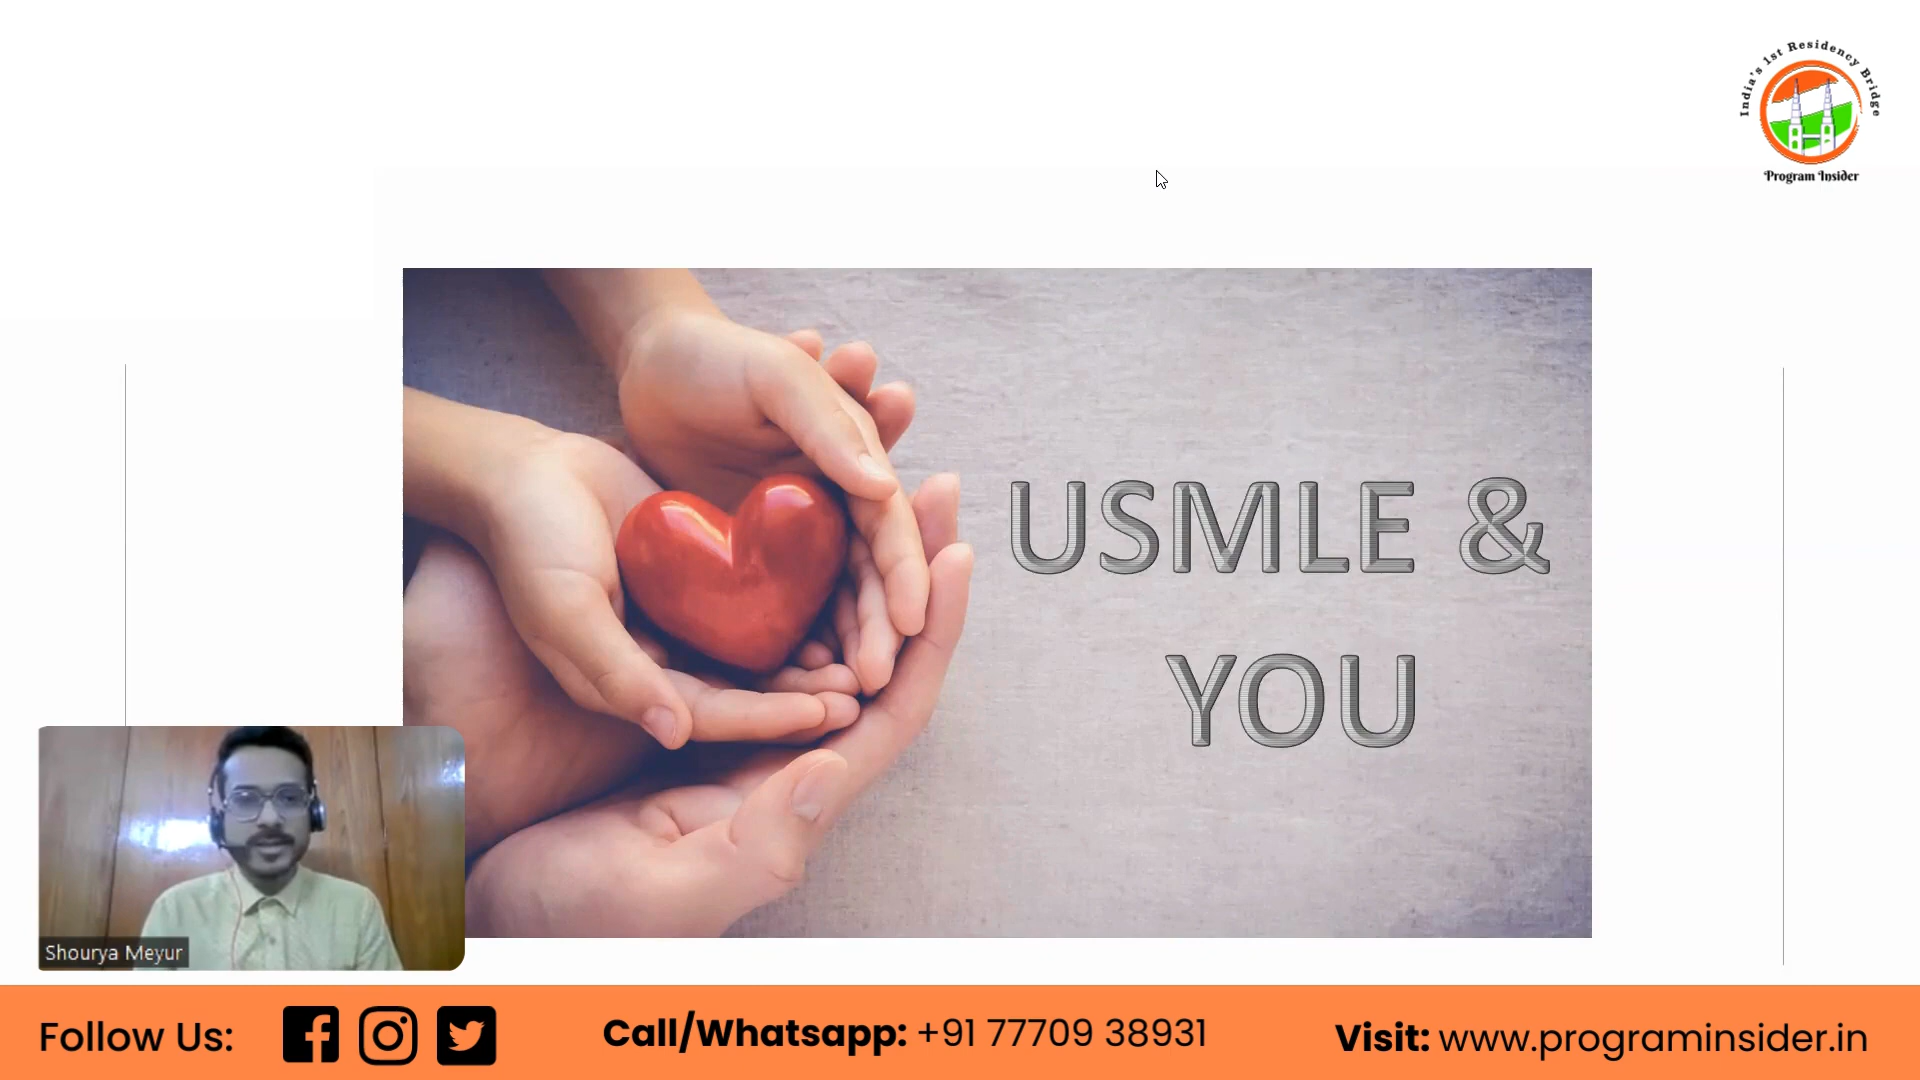 India's 1st Residency Bridge
Program Insider
USMLE &
YOU
Shourya Meyur
Follow Us:
Call/Whatsapp: +91 77709 38931
Visit: www.programinsider.in